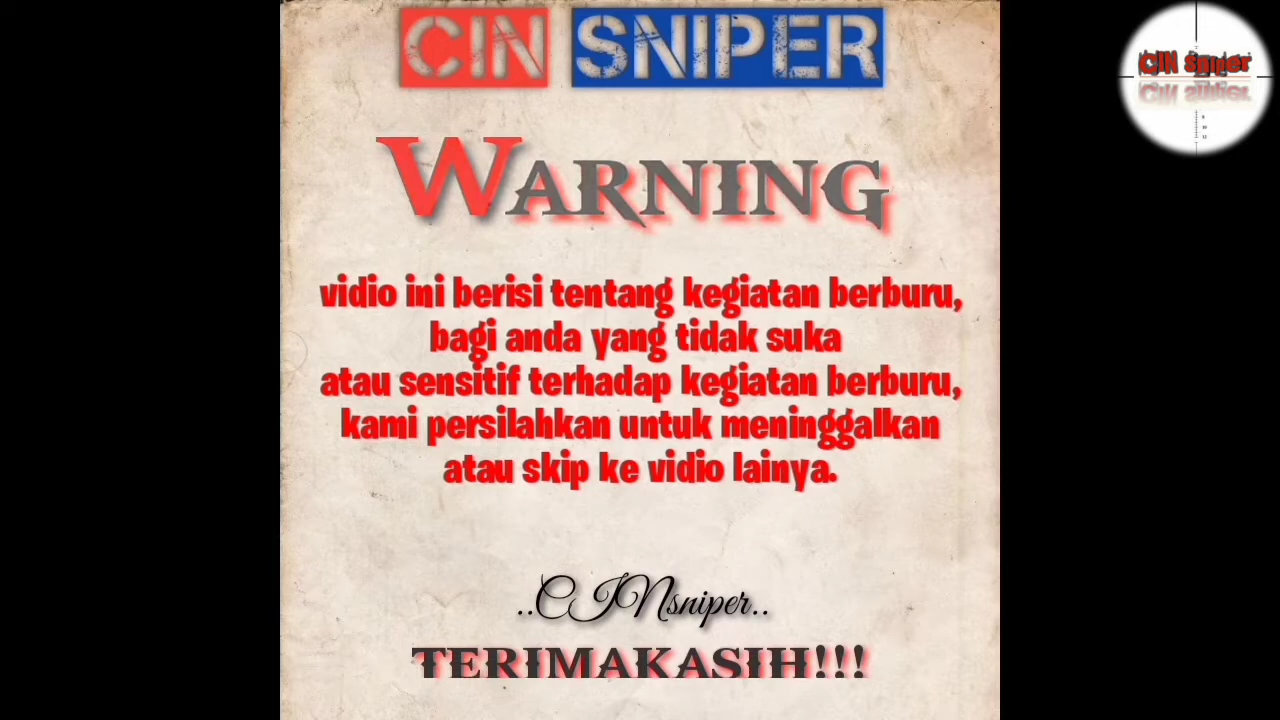 CIN SNIPER
CIN sniper
WARNING
vidio ini berisi tentang kegiatan berburu,
bagi anda yang tidak suka
atau sensitif terhadap kegiatan berburu,
kami persilahkan untuk meninggalkan
atau skip ke vidio lainya.
..CINsniper..
TERIMAKASIH!!!